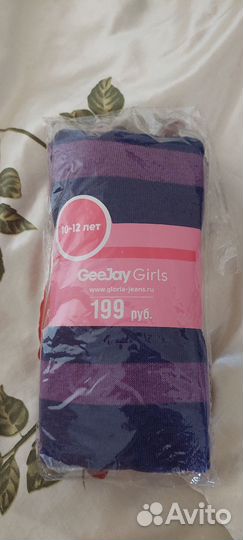 10-12 лет
GeeJay Girls
www.gloria-jeans.ru
199 руб.
Avito